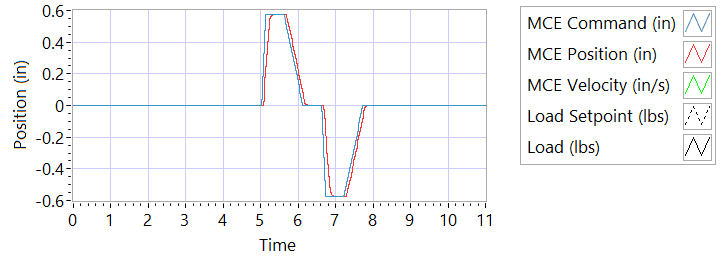 Position (in)
0.6
0.4
0.2
0
-0.2
-0.4
-0.6
0 1 2 3 4 5 6 7 8 9 10 11
Time
MCE Command (in)
MCE Position (in)
MCE Velocity (in/s)
Load Setpoint (lbs)
Load (lbs)